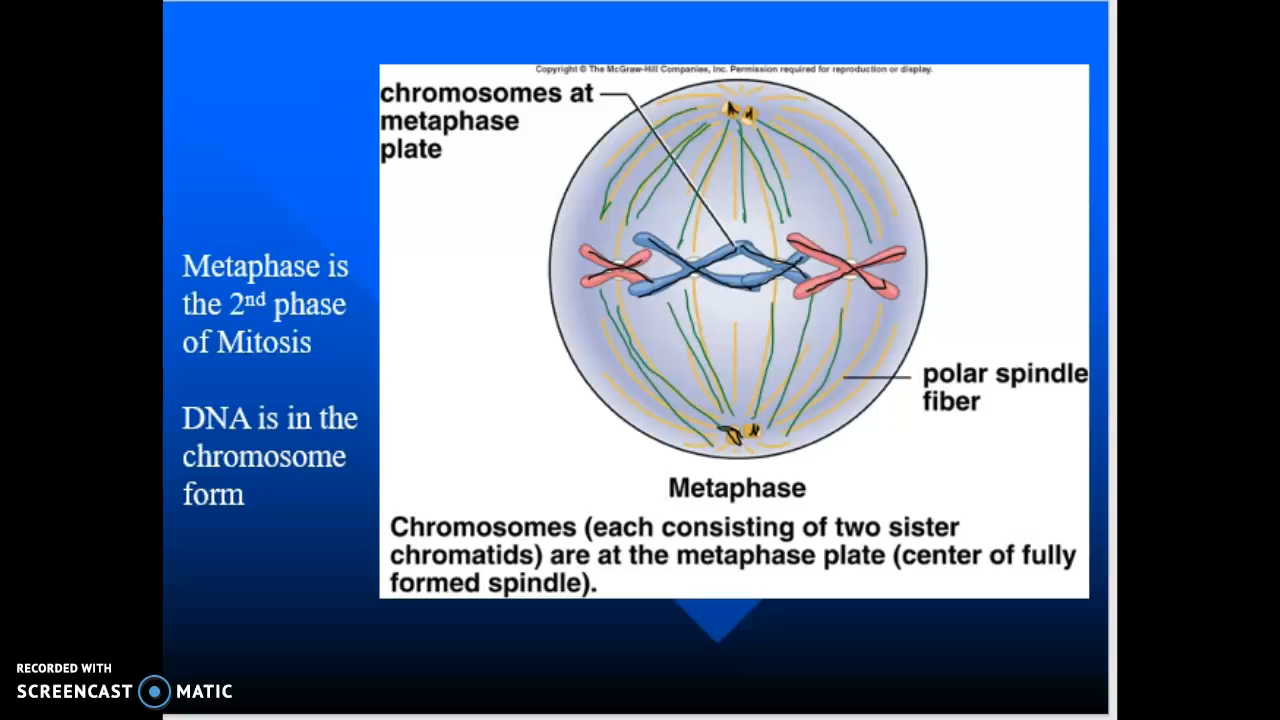 Copyright © The McGraw-Hill Companies, Inc. Permission required for reproduction or display.
chromosomes at
metaphase
plate
Metaphase is
the 2nd phase
of Mitosis
DNA is in the
chromosome
form
polar spindle
fiber
Metaphase
Chromosomes (each consisting of two sister
chromatids) are at the metaphase plate (center of fully
formed spindle).
RECORDED WITH
SCREENCAST MATIC